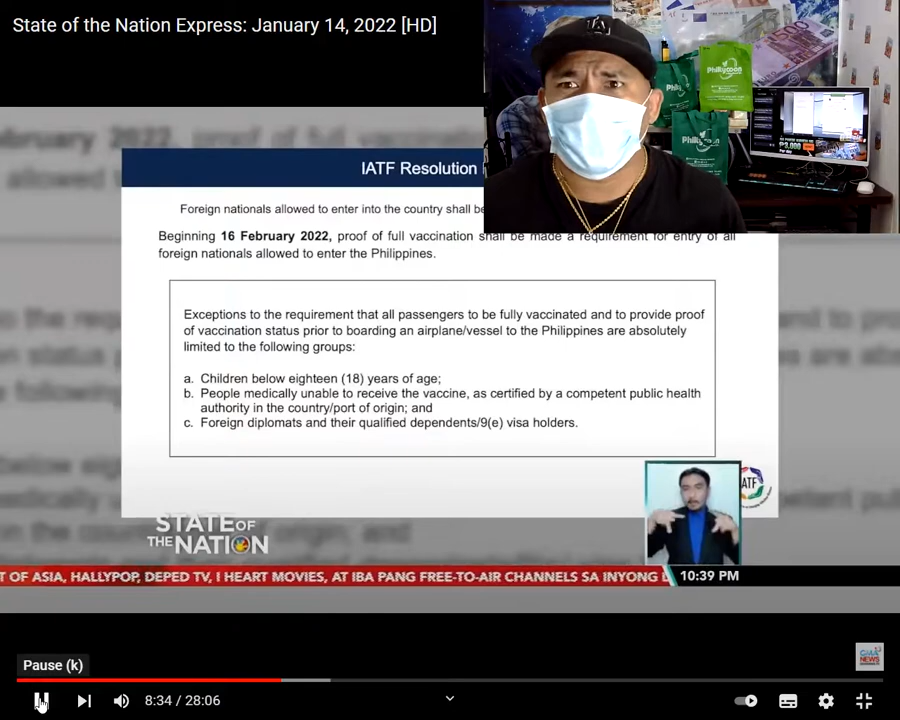 State of the Nation Express: January 14, 2022 [HD]
IATF Resolution
Foreign nationals allowed to enter into the country shall be
Beginning 16 February 2022, proof of full vaccination shall be made a requirement for entry of all
foreign nationals allowed to enter the Philippines.
Exceptions to the requirement that all passengers to be fully vaccinated and to provide proof
of vaccination status prior to boarding an airplane/vessel to the Philippines are absolutely
limited to the following groups:
a. Children below eighteen (18) years of age;
b. People medically unable to receive the vaccine, as certified by a competent public health
authority in the country/port of origin; and
c. Foreign diplomats and their qualified dependents/9(e) visa holders.
STATE OF
THE NATION
T OF ASIA, HALLYPOP, DEPED TV, I HEART MOVIES, AT IBA PANG FREE-TO-AIR CHANNELS SA INYONG
10:39 PM
Pause (k)
GMA
NEWS
8:34 / 28:06